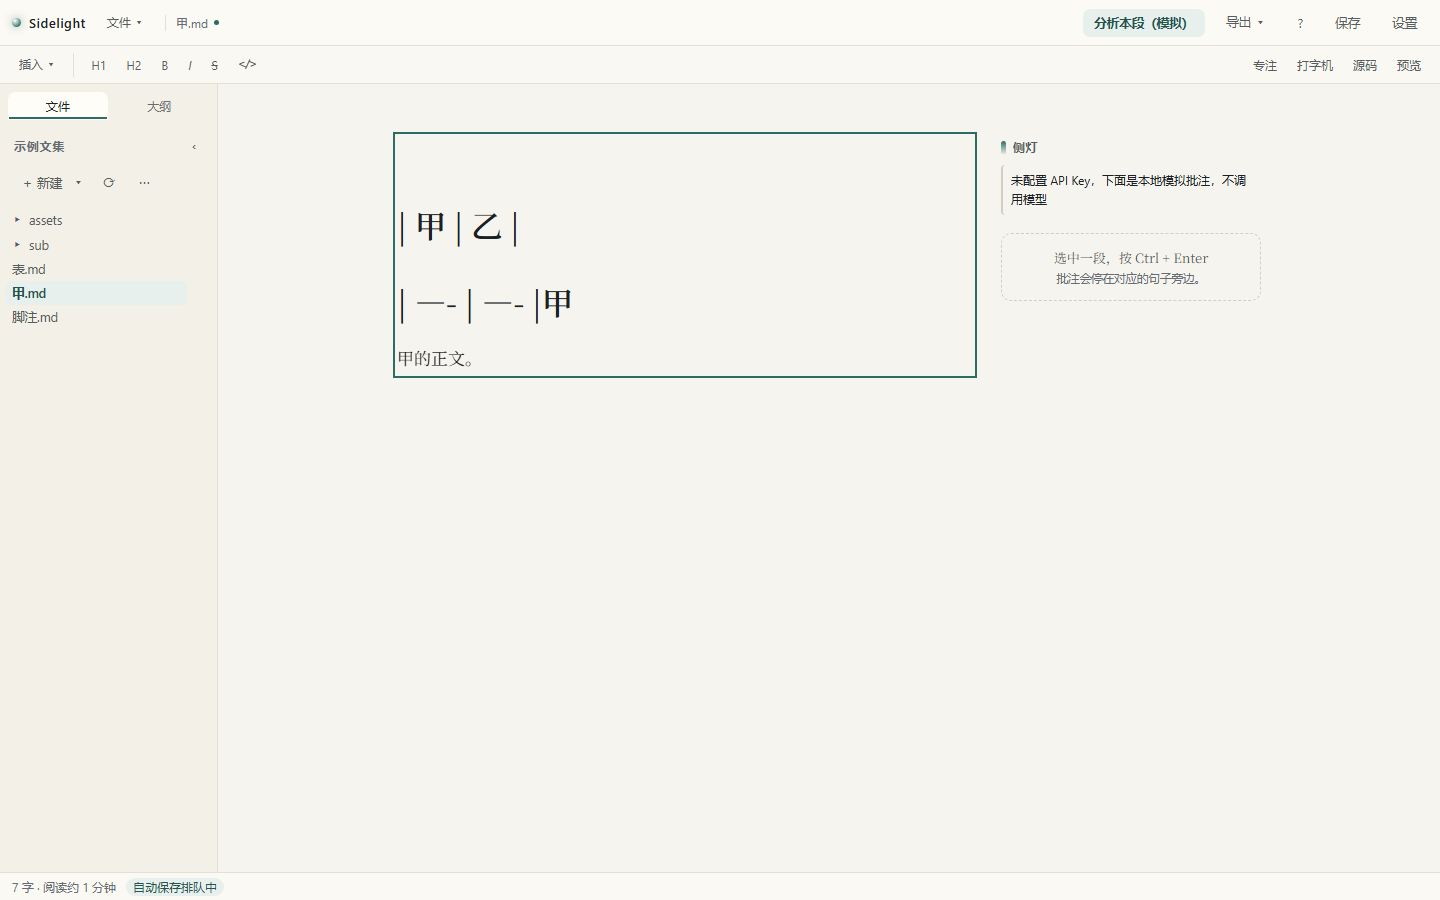 Sidelight 文件 甲.md 分析本段（模拟） 导出 ? 保存 设置
插入 H1 H2 B I S </> 专注 打字机 源码 预览
文件 大纲
示例文集
+ 新建 ...
assets
sub
表.md
甲.md
脚注.md
| 甲 | 乙 |
| —- | —- |甲
甲的正文。
侧灯
未配置 API Key，下面是本地模拟批注，不调
用模型
选中一段，按 Ctrl + Enter
批注会停在对应的句子旁边。
7 字 · 阅读约 1 分钟 自动保存排队中